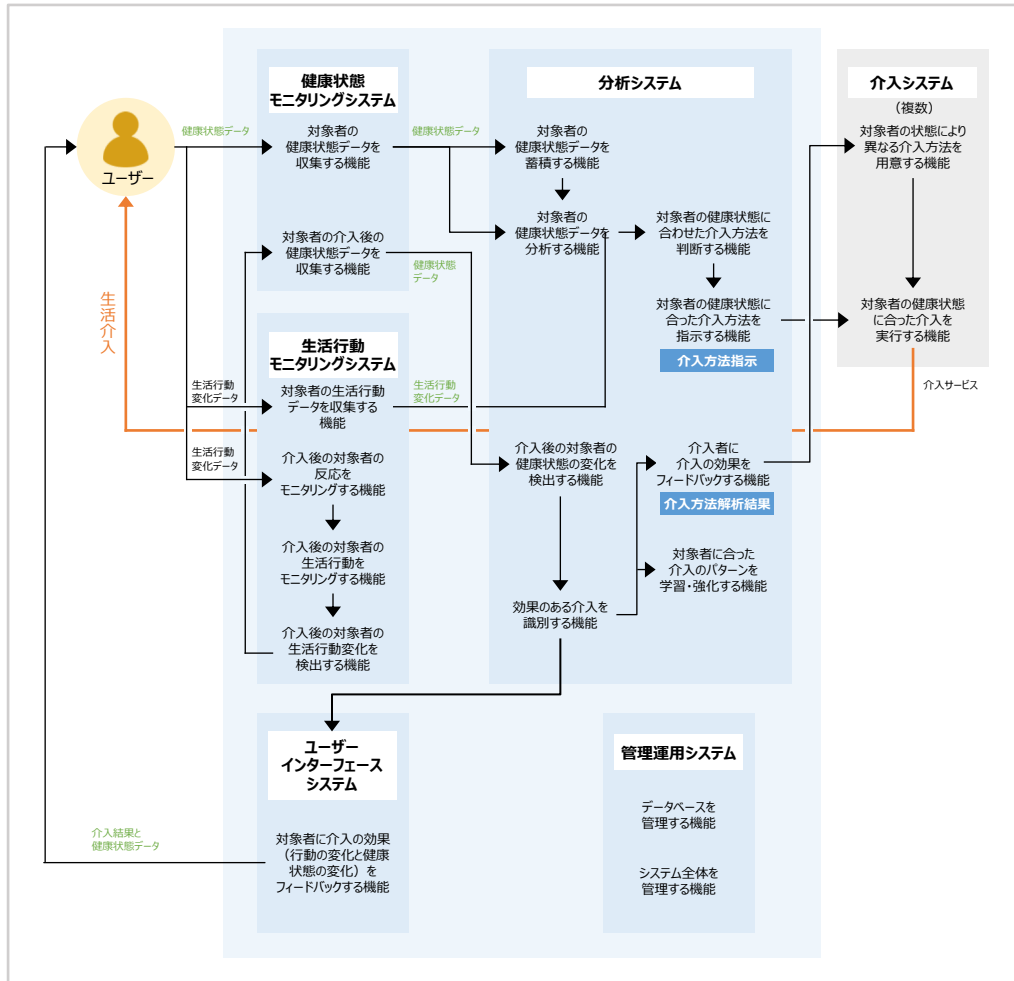 健康状態
モニタリングシステム
分析システム
介入システム
（複数）
ユーザー
健康状態データ
対象者の
健康状態データを
収集する機能
健康状態データ
対象者の
健康状態データを
蓄積する機能
対象者の状態により
異なる介入方法を
用意する機能
対象者の介入後の
健康状態データを
収集する機能
健康状態
データ
対象者の
健康状態データを
分析する機能
対象者の健康状態に
合わせた介入方法を
判断する機能
生活介入
対象者の健康状態に
合った介入方法を
指示する機能
介入方法指示
対象者の健康状態
に合った介入を
実行する機能
介入サービス
生活行動
モニタリングシステム
生活行動
変化データ
対象者の生活行動
データを収集する
機能
生活行動
変化データ
生活行動
変化データ
介入後の対象者の
反応を
モニタリングする機能
介入後の対象者の
健康状態の変化を
検出する機能
介入者に
介入の効果を
フィードバックする機能
介入方法解析結果
介入後の対象者の
生活行動を
モニタリングする機能
対象者に合った
介入のパターンを
学習・強化する機能
介入後の対象者の
生活行動変化を
検出する機能
効果のある介入を
識別する機能
ユーザー
インターフェース
システム
管理運用システム
介入結果と
健康状態データ
対象者に介入の効果
（行動の変化と健康
状態の変化）を
フィードバックする機能
データベースを
管理する機能
システム全体を
管理する機能